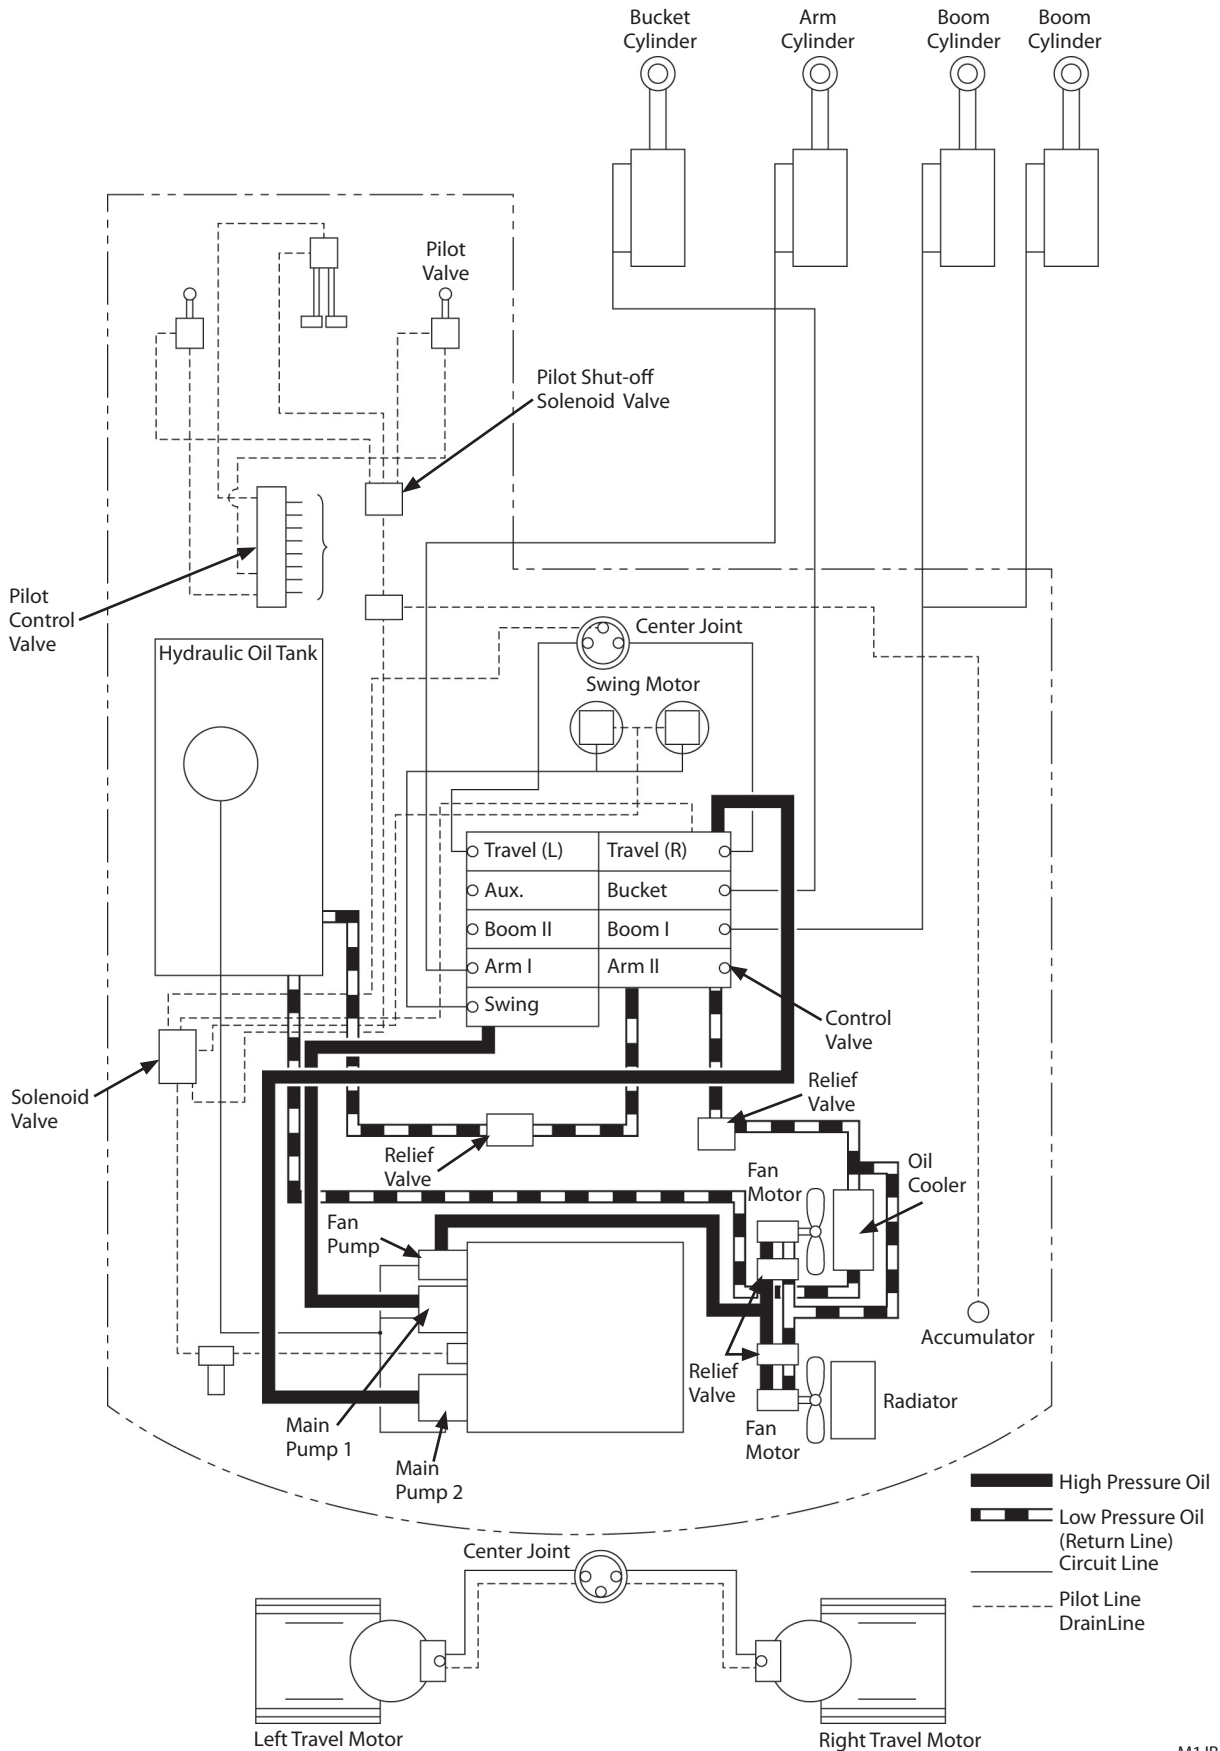 Bucket
Cylinder
Arm
Cylinder
Boom
Cylinder
Boom
Cylinder
Pilot
Valve
Pilot Shut-off
Solenoid Valve
Pilot
Control
Valve
Hydraulic Oil Tank
Center Joint
Swing Motor
Travel (L)
Travel (R)
Aux.
Bucket
Boom II
Boom I
Arm I
Arm II
Swing
Control
Valve
Solenoid
Valve
Relief
Valve
Relief
Valve
Fan
Motor
Oil
Cooler
Fan
Pump
Accumulator
Relief
Valve
Radiator
Main
Pump 1
Fan
Motor
Main
Pump 2
High Pressure Oil
Low Pressure Oil
(Return Line)
Circuit Line
Pilot Line
DrainLine
Center Joint
Left Travel Motor
Right Travel Motor